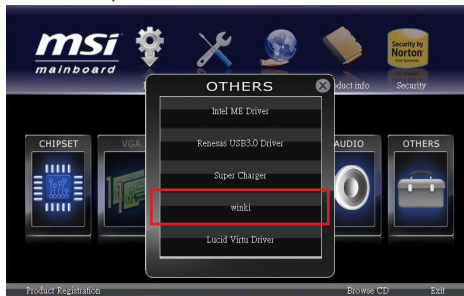 msi
mainboard
Security by
Norton
duct info
Security
OTHERS
Intel ME Driver
Renesas USB3.0 Driver
Super Charger
winki
Lucid Virtu Driver
CHIPSET
VGA
AUDIO
OTHERS
Product Registration
Browse CD
Exit